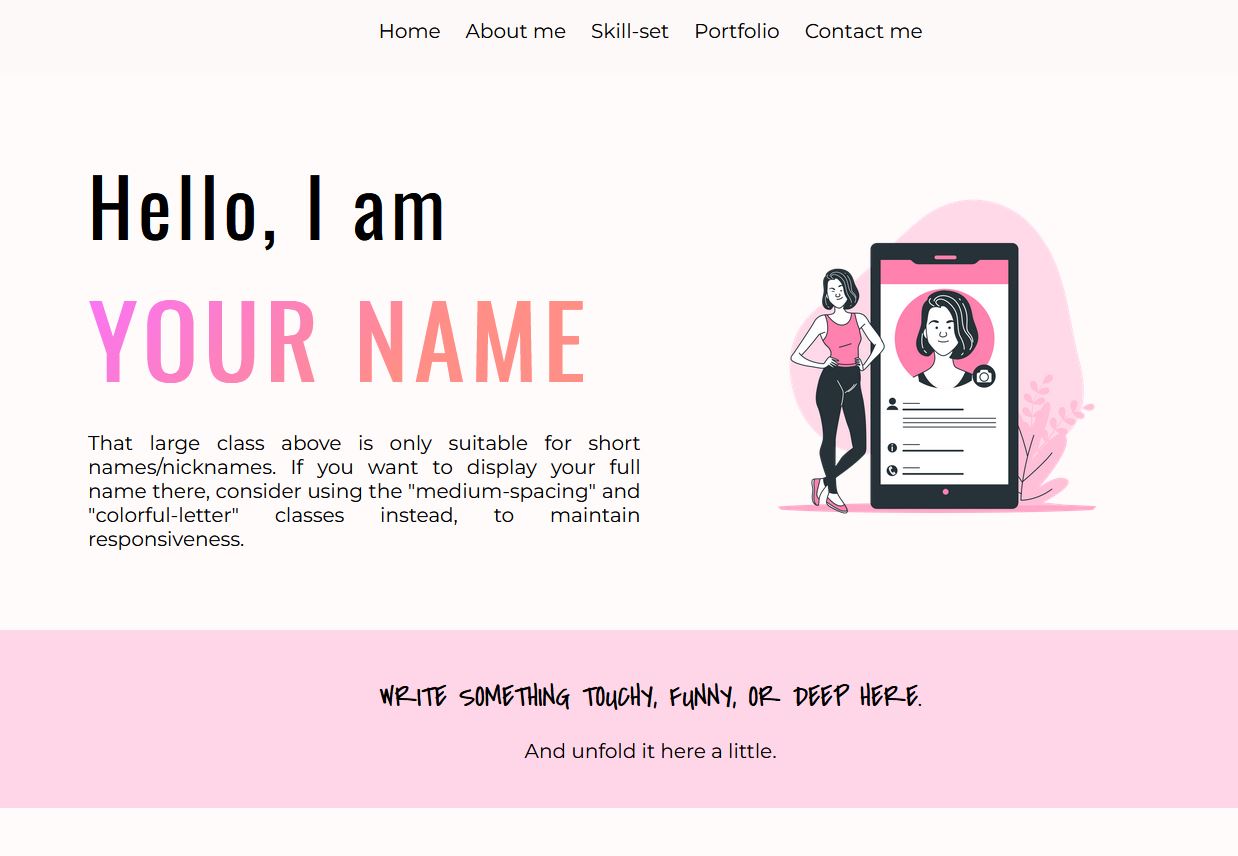 Home About me Skill-set Portfolio Contact me
Hello, I am
YOUR NAME
That large class above is only suitable for short
names/nicknames. If you want to display your full
name there, consider using the "medium-spacing" and
"colorful-letter" classes instead, to maintain
responsiveness.
WRITE SOMETHING TOUCHY, FUNNY, OR DEEP HERE.
And unfold it here a little.